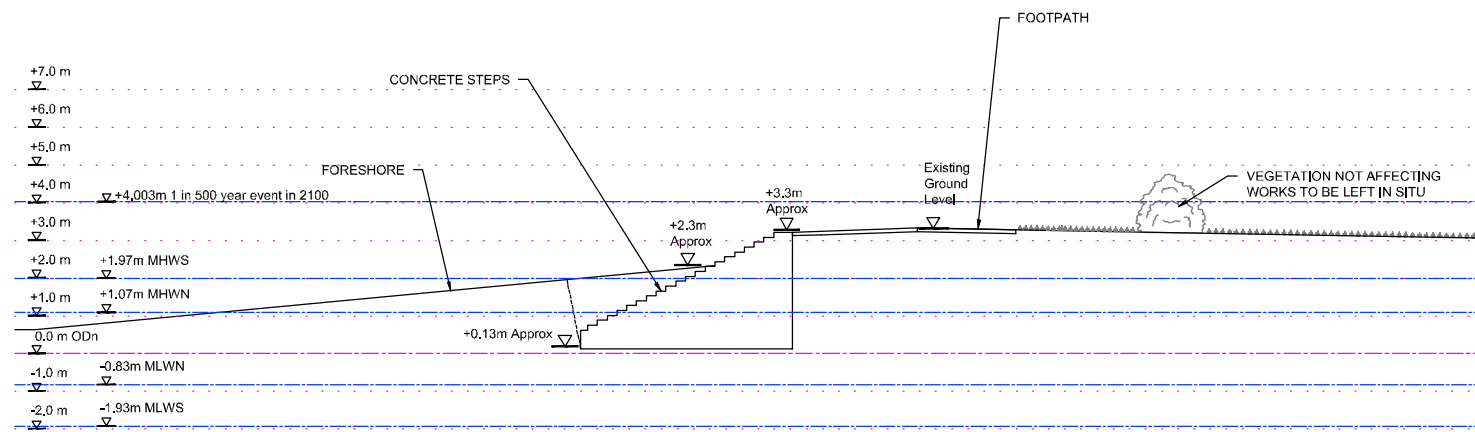 FOOTPATH
+7.0 m
CONCRETE STEPS
+6.0 m
+5.0 m
FORESHORE
Existing
Ground
Level
VEGETATION NOT AFFECTING
WORKS TO BE LEFT IN SITU
+4.0 m
+4.003m 1 in 500 year event in 2100
+3.3m
Approx
+3.0 m
+2.3m
Approx
+2.0 m
+1.97m MHWS
+1.0 m
+1.07m MHWN
0.0 m ODn
+0.13m Approx
-1.0 m
-0.83m MLWN
-2.0 m
-1.93m MLWS